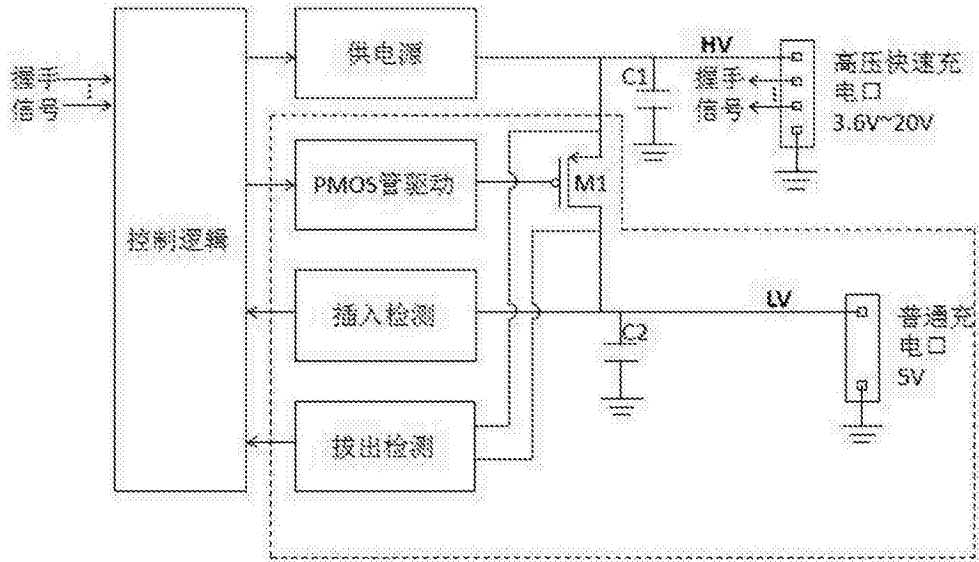 供电源
HV
握手
信号
C1
握手
信号
高压快速充
电口
3.6V~20V
PMOS管驱动
M1
控制逻辑
插入检测
LV
普通充
电口
5V
C2
拔出检测